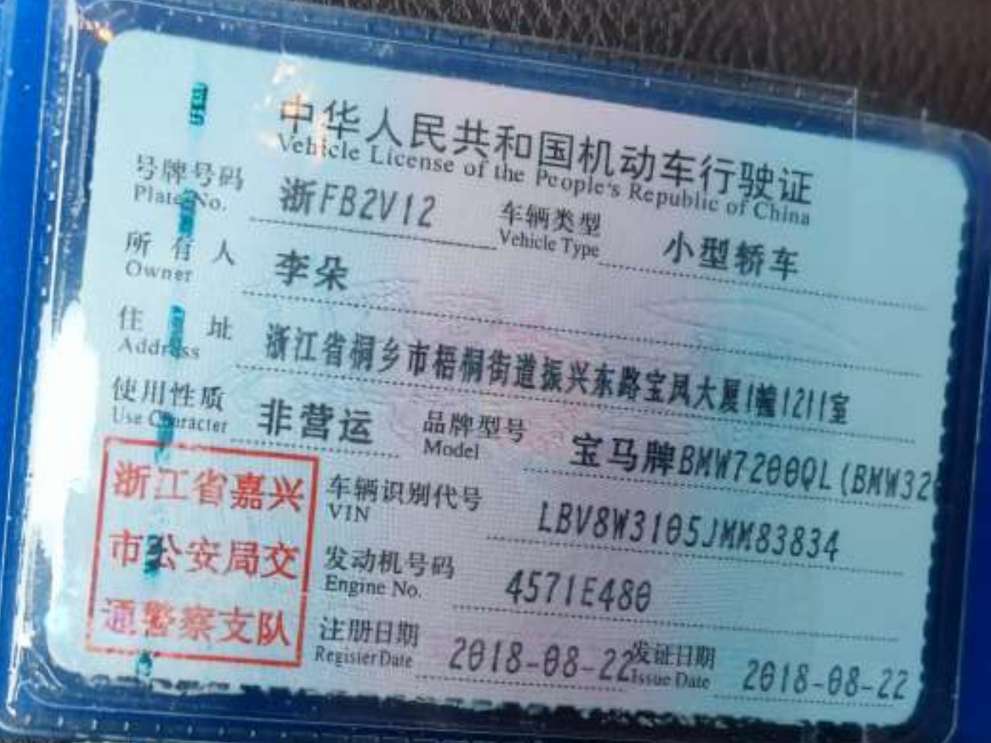 中华人民共和国机动车行驶证
Vehicle License of the People's Republic of China
号牌号码 浙FB2V12 车辆类型 小型轿车
Plate No. Vehicle Type
所有人 李朵
Owner
住址 浙江省桐乡市梧桐街道振兴东路宝凤大厦1幢1211室
Address
使用性质 非营运 品牌型号 宝马牌BMW7200QL(BMW320
Use Character Model
浙江省嘉兴
市公安局交
通警察支队
车辆识别代号 LBV8W3105JMM83834
VIN
发动机号码 4571E480
Engine No.
注册日期 2018-08-22 发证日期 2018-08-22
Register Date Issue Date